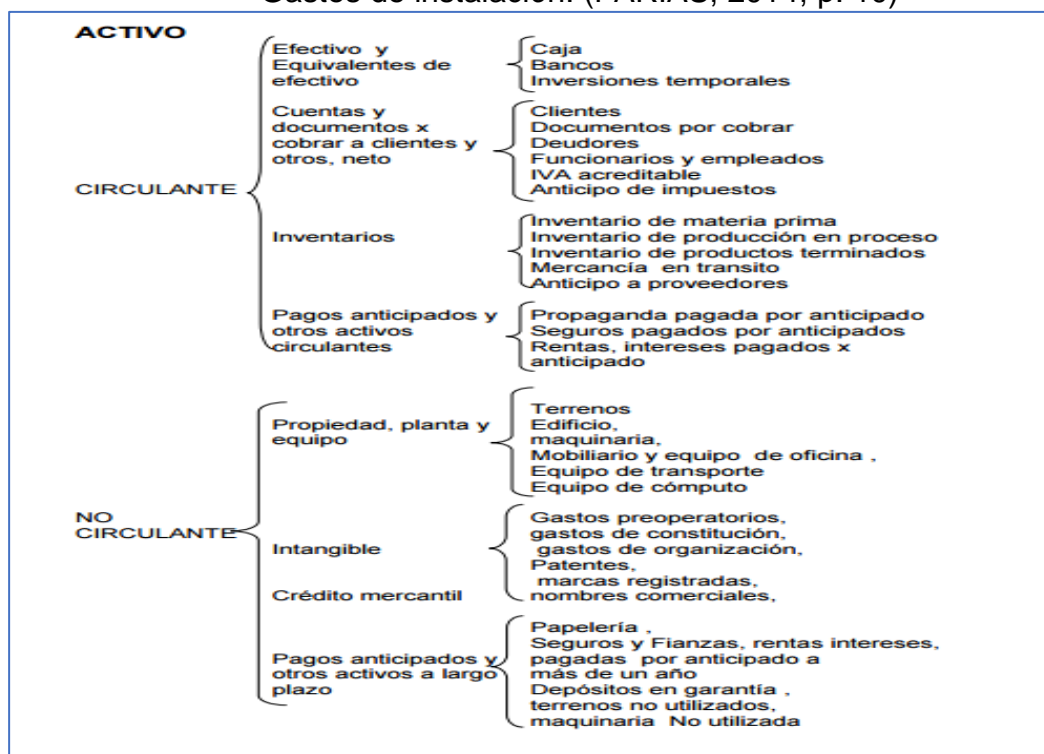 Gastos de instalación. (FARIAS, 2014, p. 10)
ACTIVO
CIRCULANTE
Efectivo y
Equivalentes de
efectivo
Caja
Bancos
Inversiones temporales
Cuentas y
documentos x
cobrar a clientes y
otros, neto
Clientes
Documentos por cobrar
Deudores
Funcionarios y empleados
IVA acreditable
Anticipo de impuestos
Inventarios
Inventario de materia prima
Inventario de producción en proceso
Inventario de productos terminados
Mercancía en transito
Anticipo a proveedores
Pagos anticipados y
otros activos
circulantes
Propaganda pagada por anticipado
Seguros pagados por anticipados
Rentas, intereses pagados x
anticipado
NO
CIRCULANTE
Propiedad, planta y
equipo
Terrenos
Edificio,
maquinaria,
Mobiliario y equipo de oficina ,
Equipo de transporte
Equipo de cómputo
Intangible
Crédito mercantil
Gastos preoperatorios,
gastos de constitución,
gastos de organización,
Patentes,
marcas registradas,
nombres comerciales,
Pagos anticipados y
otros activos a largo
plazo
Papelería ,
Seguros y Fianzas, rentas intereses,
pagadas por anticipado a
más de un año
Depósitos en garantía ,
terrenos no utilizados,
maquinaria No utilizada